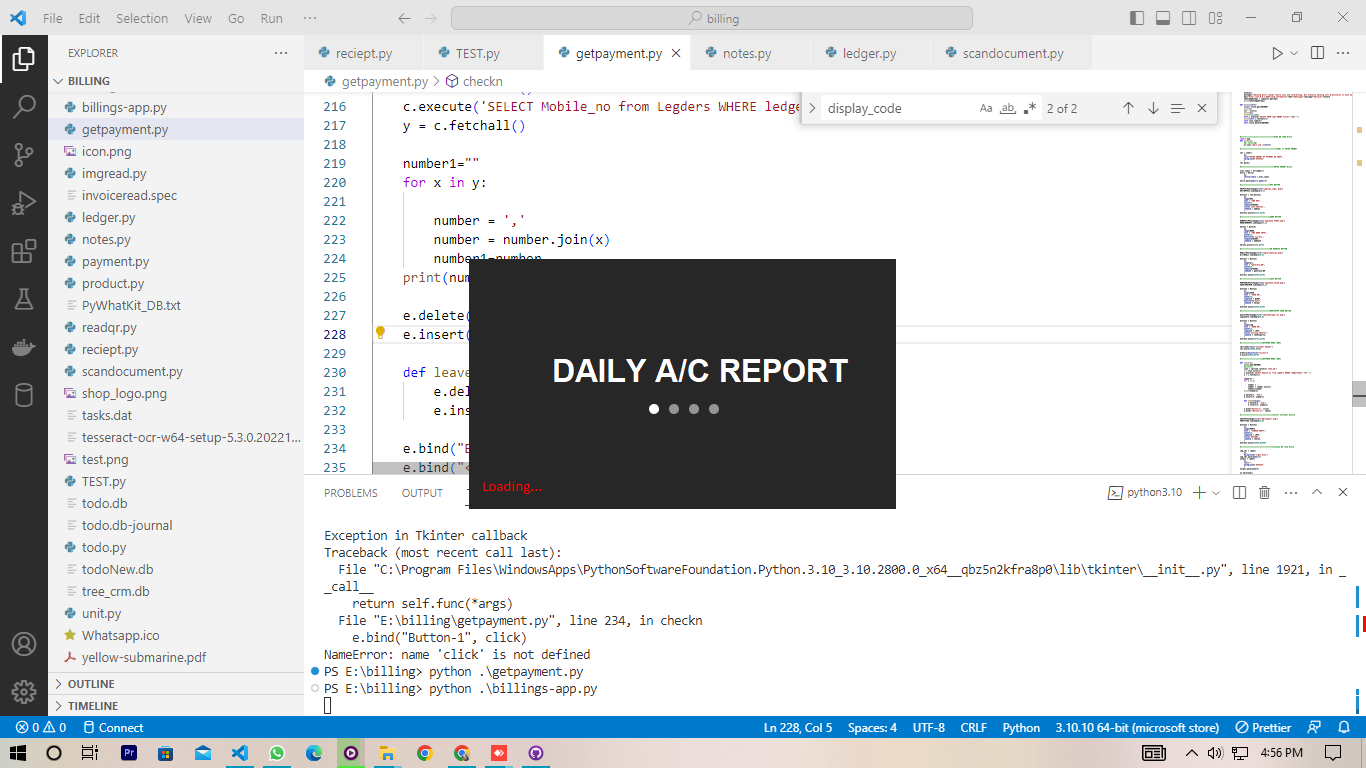 File Edit Selection View Go Run ··· billing
EXPLORER ···
BILLING
billings-app.py
getpayment.py
icon.png
imgread.py
invoiceread.spec
ledger.py
notes.py
payment.py
product.py
PyWhatKit_DB.txt
readqr.py
reciept.py
scandocument.py
shop_logo.png
tasks.dat
tesseract-ocr-w64-setup-5.3.0.20221...
test.png
TEST.py
todo.db
todo.db-journal
todo.py
todoNew.db
tree_crm.db
unit.py
Whatsapp.ico
yellow-submarine.pdf
OUTLINE
TIMELINE
reciept.py TEST.py getpayment.py notes.py ledger.py scandocument.py
getpayment.py > checkn
display_code Aa ab .* 2 of 2
216 c.execute('SELECT Mobile_no from Legders WHERE ledge
217 y = c.fetchall()
218
219 number1=""
220 for x in y:
221
222 number = ','
223 number = number.join(x)
224 number1=number
225 print(num
226
227 e.delete(
228 e.insert(
229
230 def leave
231 e.del
232 e.ins
233
234 e.bind("B
235 e.bind("<
DAILY A/C REPORT
Loading...
PROBLEMS OUTPUT
python3.10
Exception in Tkinter callback
Traceback (most recent call last):
File "C:\Program Files\WindowsApps\PythonSoftwareFoundation.Python.3.10_3.10.2800.0_x64__qbz5n2kfra8p0\lib\tkinter\__init__.py", line 1921, in _
_call__
return self.func(*args)
File "E:\billing\getpayment.py", line 234, in checkn
e.bind("Button-1", click)
NameError: name 'click' is not defined
PS E:\billing> python .\getpayment.py
PS E:\billing> python .\billings-app.py
0 0 Connect Ln 228, Col 5 Spaces: 4 UTF-8 CRLF Python 3.10.10 64-bit (microsoft store) Prettier
Pr 4:56 PM